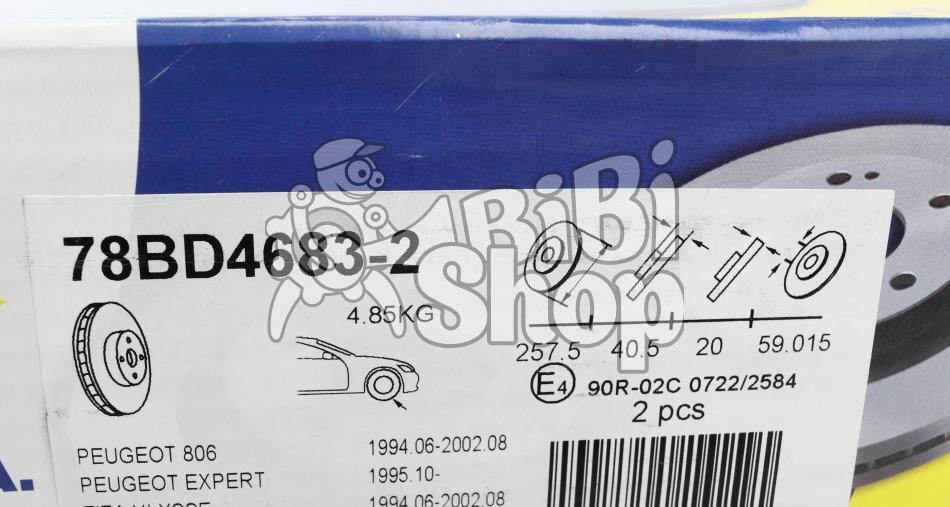 BiBi
Shop
78BD4683-2
4.85KG
257.5 40.5 20 59.015
E4 90R-02C 0722/2584
2 pcs
PEUGEOT 806 1994.06-2002.08
PEUGEOT EXPERT 1995.10-
1994.06-2002.08
A.